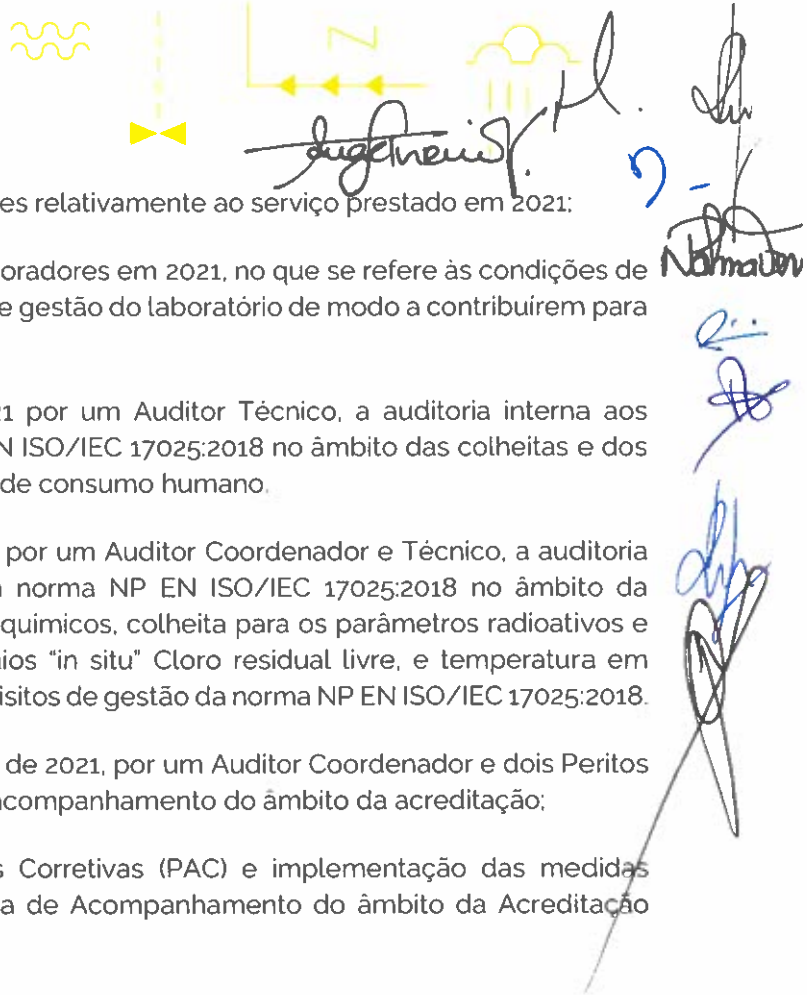 es relativamente ao serviço prestado em 2021;
oradores em 2021, no que se refere às condições de
e gestão do laboratório de modo a contribuírem para
21 por um Auditor Técnico, a auditoria interna aos
N ISO/IEC 17025:2018 no âmbito das colheitas e dos
de consumo humano.
por um Auditor Coordenador e Técnico, a auditoria
a norma NP EN ISO/IEC 17025:2018 no âmbito da
quimicos, colheita para os parâmetros radioativos e
aios "in situ" Cloro residual livre, e temperatura em
isitos de gestão da norma NP EN ISO/IEC 17025:2018.
de 2021, por um Auditor Coordenador e dois Peritos
acompanhamento do âmbito da acreditação;
s Corretivas (PAC) e implementação das medidas
a de Acompanhamento do âmbito da Acreditação